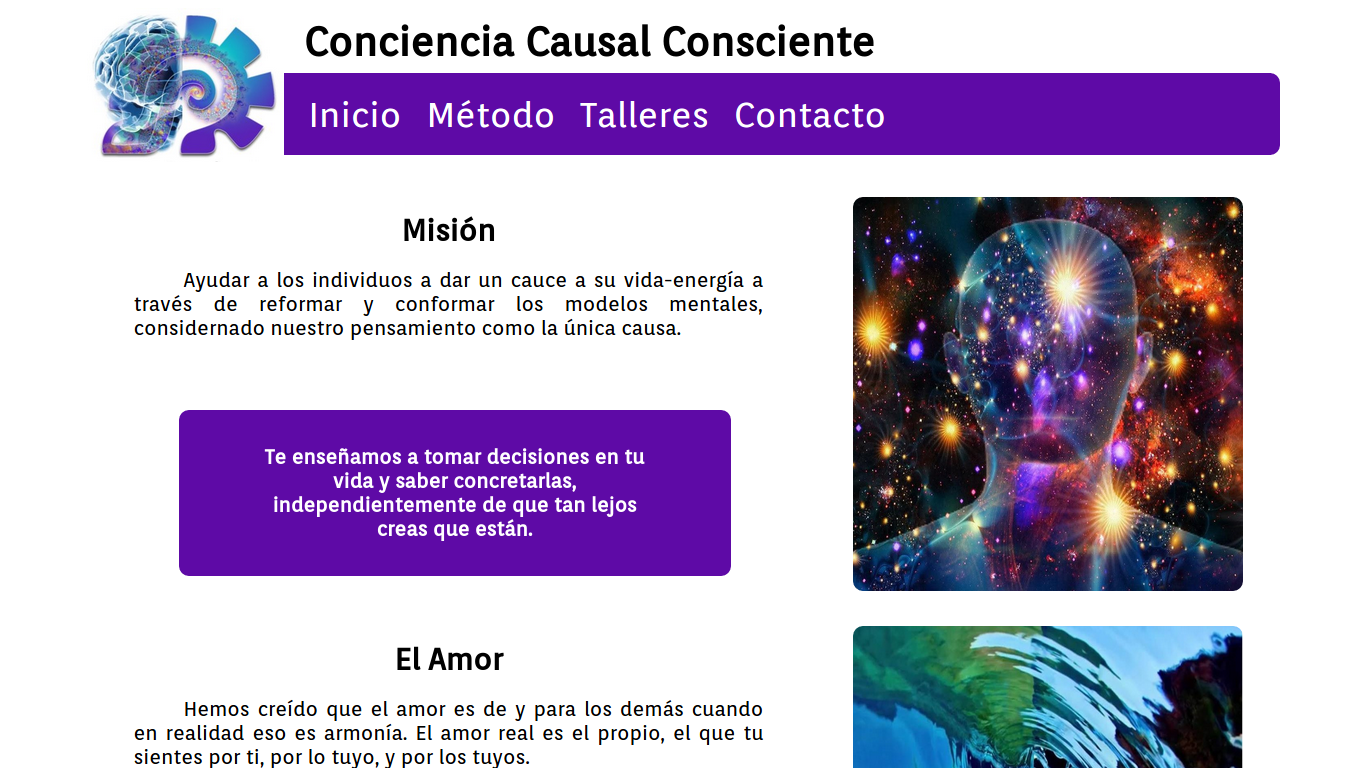 Conciencia Causal Consciente
Inicio Método Talleres Contacto
Misión
Ayudar a los individuos a dar un cauce a su vida-energía a
través de reformar y conformar los modelos mentales,
considernado nuestro pensamiento como la única causa.
Te enseñamos a tomar decisiones en tu
vida y saber concretarlas,
independientemente de que tan lejos
creas que están.
El Amor
Hemos creído que el amor es de y para los demás cuando
en realidad eso es armonía. El amor real es el propio, el que tu
sientes por ti, por lo tuyo, y por los tuyos.